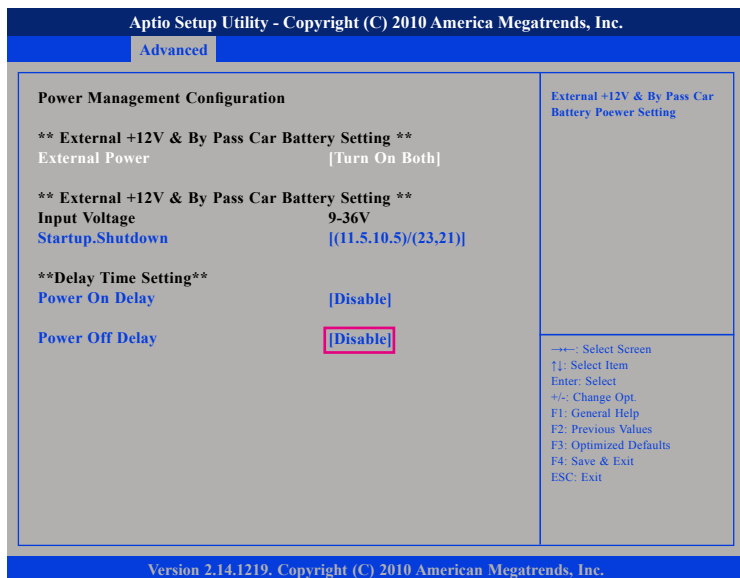 Aptio Setup Utility - Copyright (C) 2010 America Megatrends, Inc.
Advanced
Power Management Configuration
** External +12V & By Pass Car Battery Setting **
External Power [Turn On Both]
** External +12V & By Pass Car Battery Setting **
Input Voltage 9-36V
Startup.Shutdown [(11.5.10.5)/(23,21)]
**Delay Time Setting**
Power On Delay [Disable]
Power Off Delay [Disable]
External +12V & By Pass Car
Battery Poewer Setting
→←: Select Screen
↑↓: Select Item
Enter: Select
+/-: Change Opt.
F1: General Help
F2: Previous Values
F3: Optimized Defaults
F4: Save & Exit
ESC: Exit
Version 2.14.1219. Copyright (C) 2010 American Megatrends, Inc.